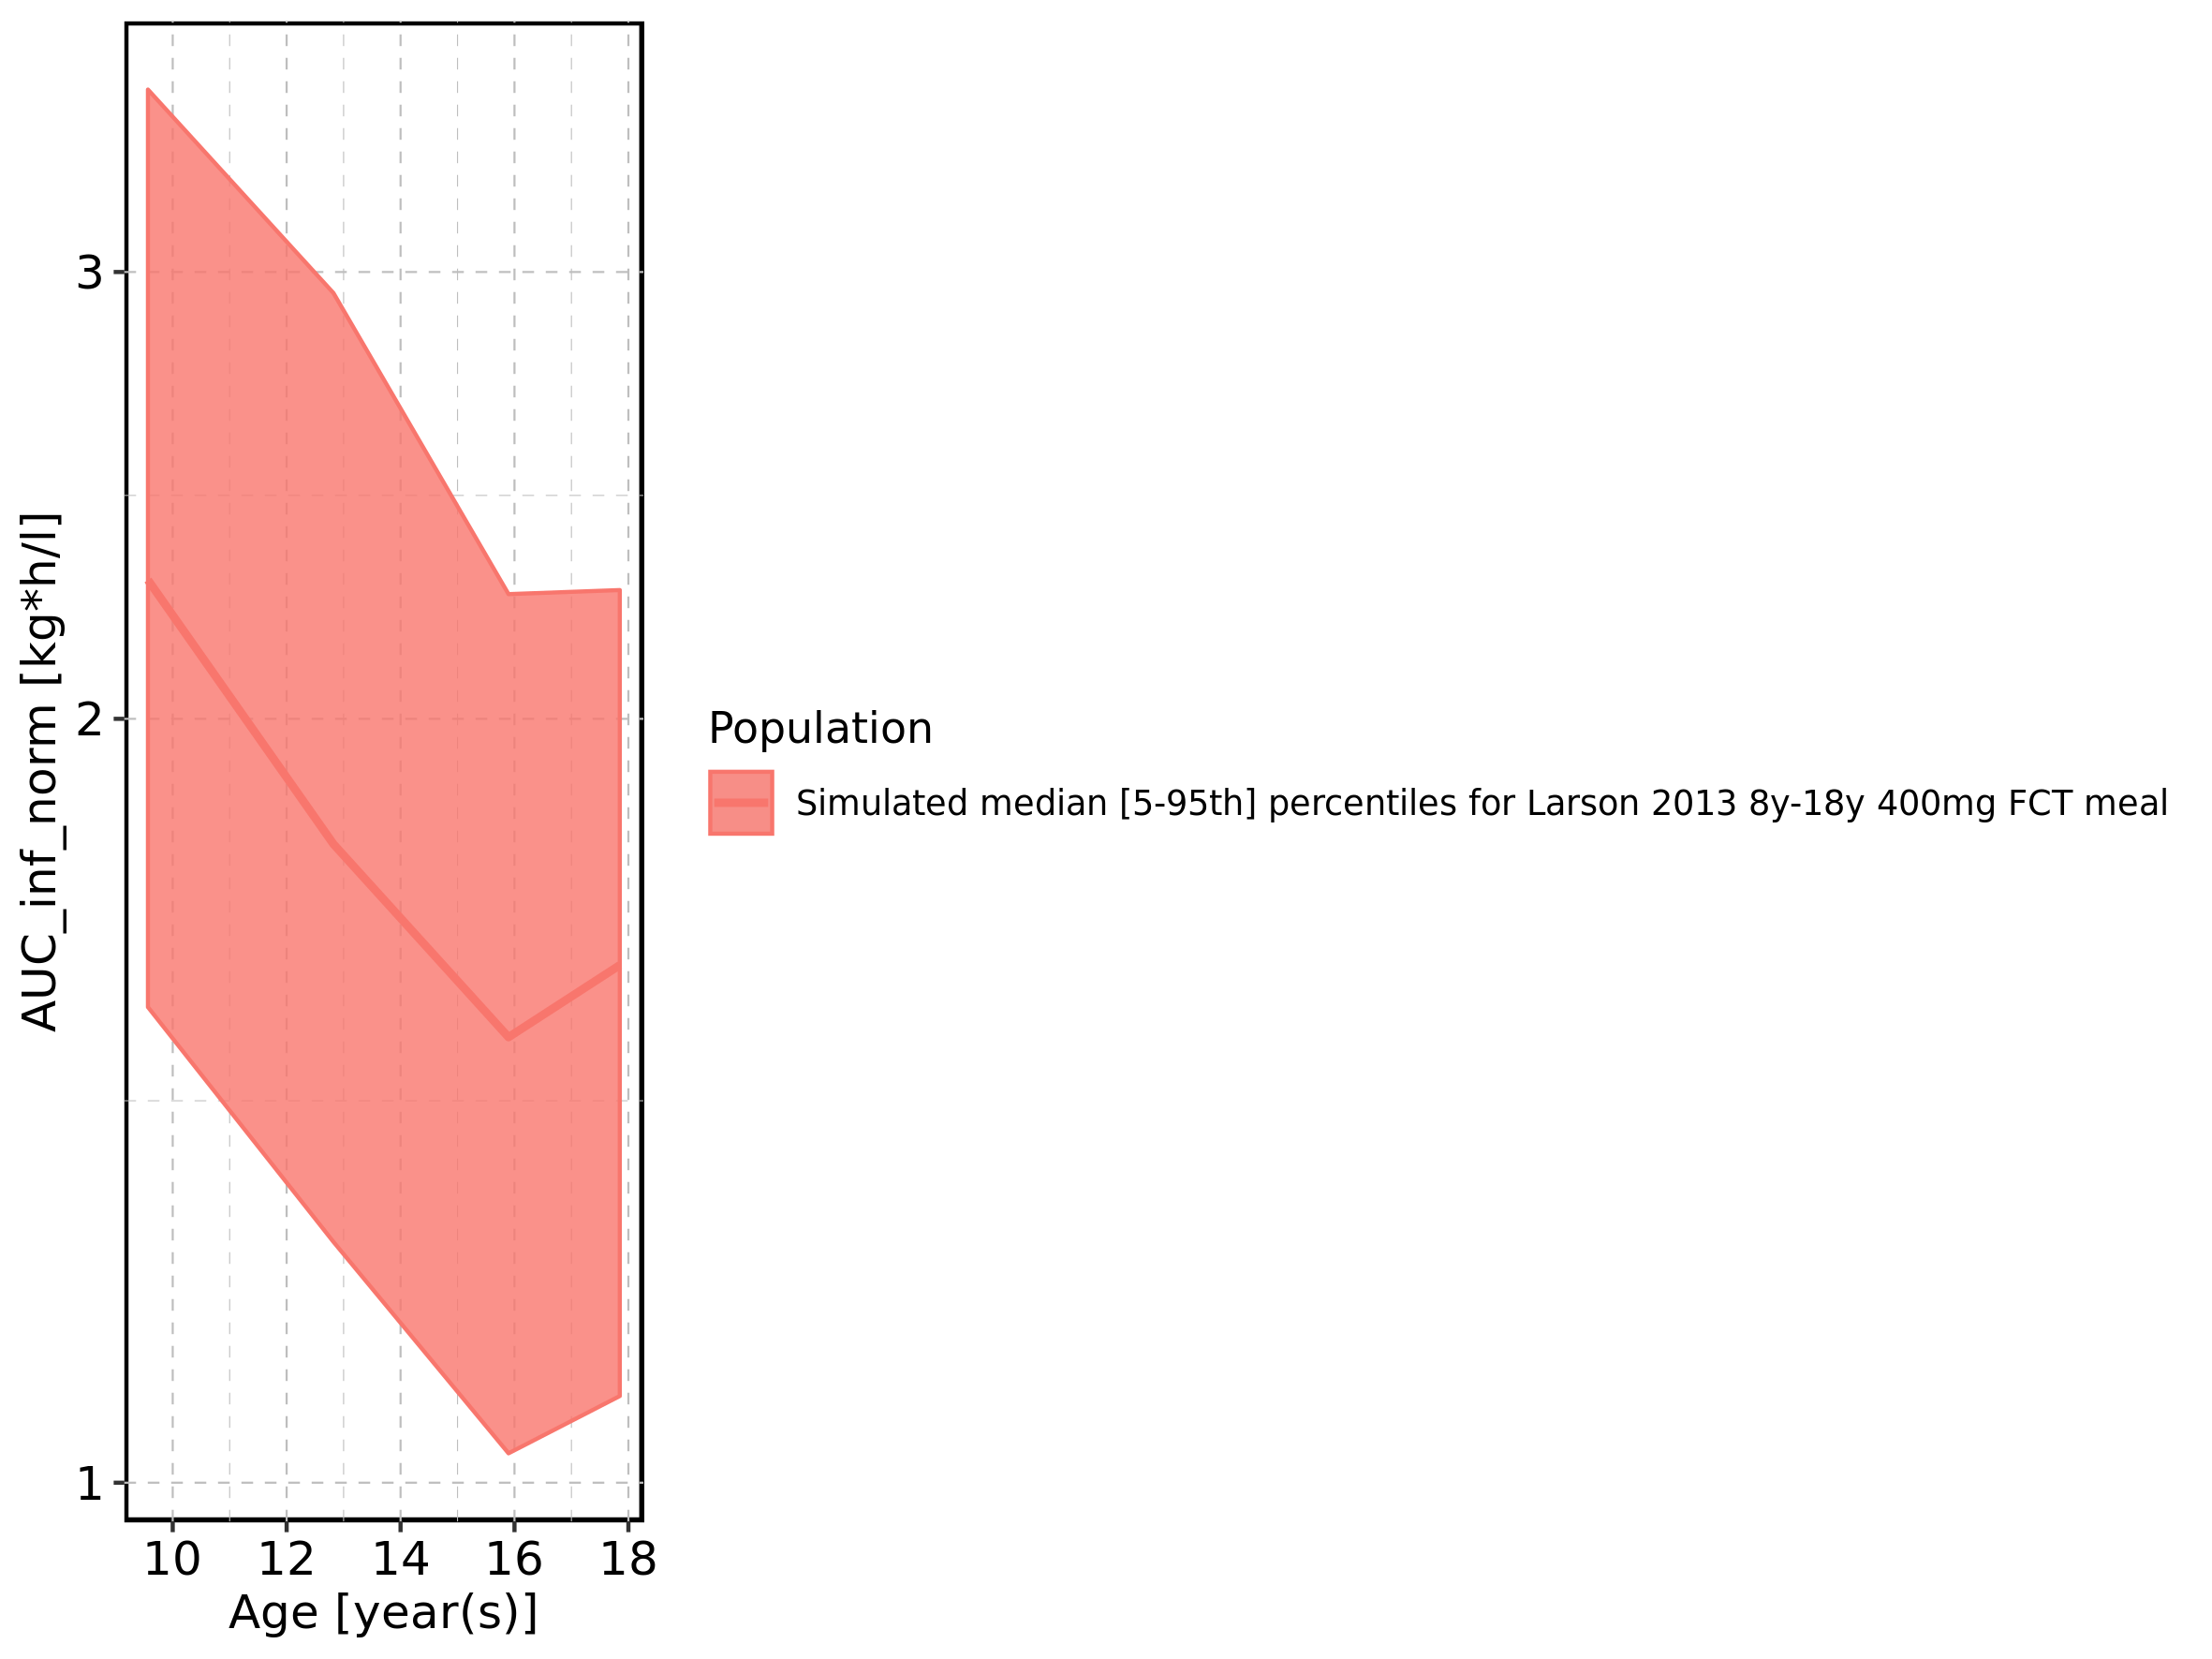 AUC_inf_norm [kg*h/l]
3
2
1
10 12 14 16 18
Age [year(s)]
Population
Simulated median [5-95th] percentiles for Larson 2013 8y-18y 400mg FCT meal